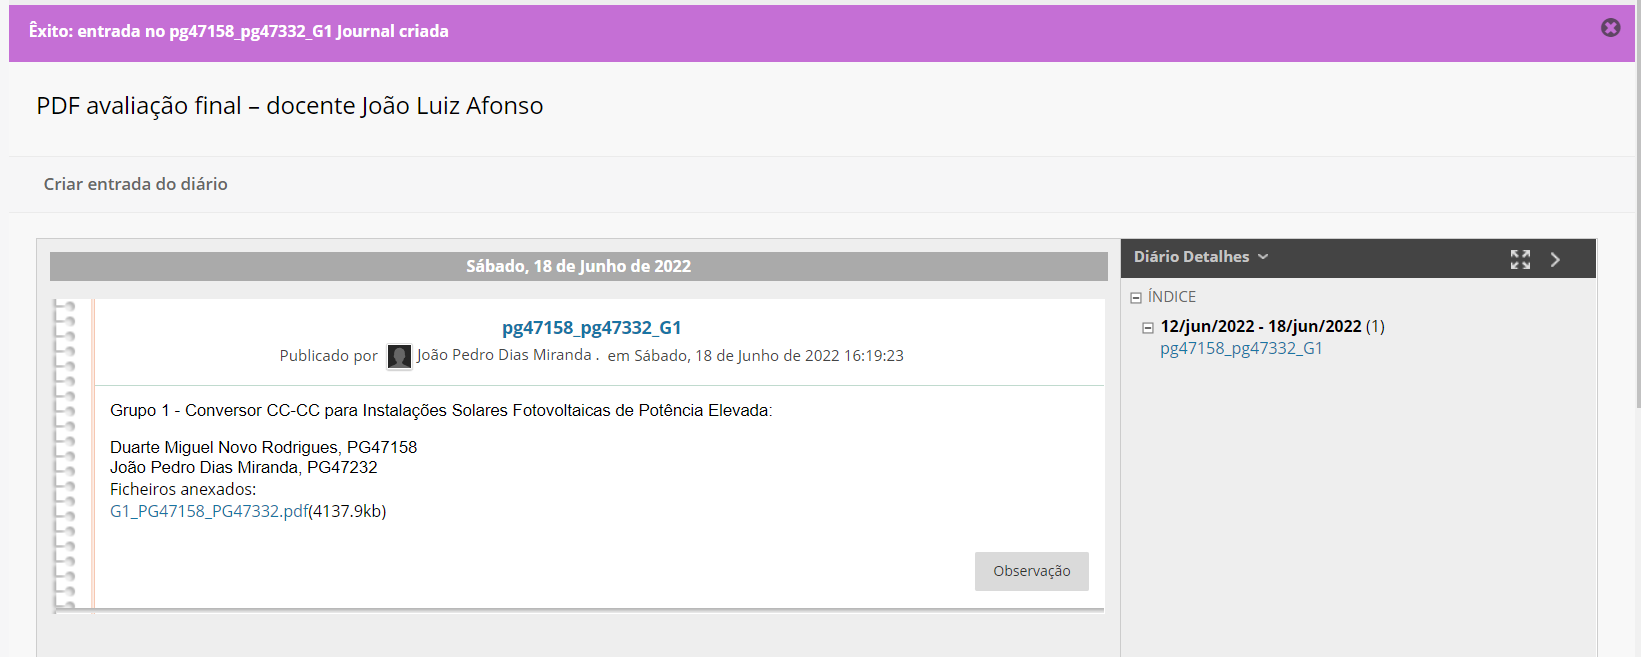 Êxito: entrada no pg47158_pg47332_G1 Journal criada
PDF avaliação final – docente João Luiz Afonso
Criar entrada do diário
Sábado, 18 de Junho de 2022
pg47158_pg47332_G1
Publicado por João Pedro Dias Miranda . em Sábado, 18 de Junho de 2022 16:19:23
Grupo 1 - Conversor CC-CC para Instalações Solares Fotovoltaicas de Potência Elevada:
Duarte Miguel Novo Rodrigues, PG47158
João Pedro Dias Miranda, PG47232
Ficheiros anexados:
G1_PG47158_PG47332.pdf(4137.9kb)
Observação
Diário Detalhes
ÍNDICE
12/jun/2022 - 18/jun/2022 (1)
pg47158_pg47332_G1